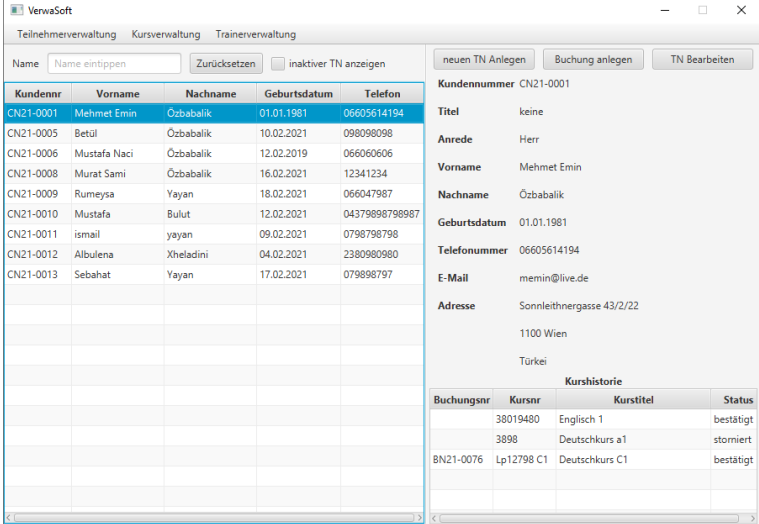 VerwaSoft
Teilnehmerverwaltung Kursverwaltung Trainerverwaltung
Name Name eintippen Zurücksetzen inaktiver TN anzeigen
Kundennr Vorname Nachname Geburtsdatum Telefon
CN21-0001 Mehmet Emin Özbabalik 01.01.1981 06605614194
CN21-0005 Betül Özbabalik 10.02.2021 098098098
CN21-0006 Mustafa Naci Özbabalik 12.02.2019 066060606
CN21-0008 Murat Sami Özbabalik 16.02.2021 12341234
CN21-0009 Rumeysa Yayan 18.02.2021 066047987
CN21-0010 Mustafa Bulut 12.02.2021 04379898798987
CN21-0011 ismail yayan 09.02.2021 0798798798
CN21-0012 Albulena Xheladini 04.02.2021 2380980980
CN21-0013 Sebahat Yayan 17.02.2021 079898797
neuen TN Anlegen Buchung anlegen TN Bearbeiten
Kundennummer CN21-0001
Titel keine
Anrede Herr
Vorname Mehmet Emin
Nachname Özbabalik
Geburtsdatum 01.01.1981
Telefonummer 06605614194
E-Mail memin@live.de
Adresse Sonnleithnergasse 43/2/22
1100 Wien
Türkei
Kurshistorie
Buchungsnr Kursnr Kurstitel Status
38019480 Englisch 1 bestätigt
3898 Deutschkurs a1 storniert
BN21-0076 Lp12798 C1 Deutschkurs C1 bestätigt